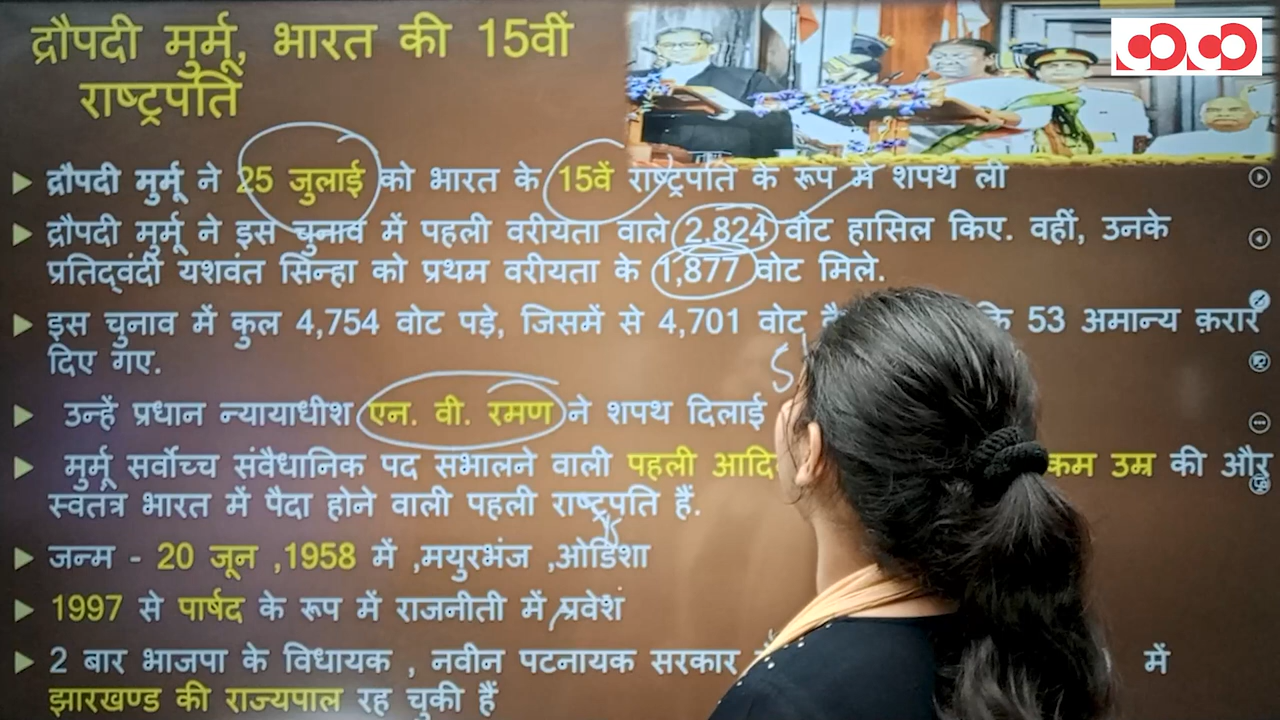 द्रौपदी मुर्मू, भारत की 15वीं
राष्ट्रपति
द्रौपदी मुर्मू ने 25 जुलाई को भारत के 15वें राष्ट्रपति के रूप मे शपथ ली
द्रौपदी मुर्मू ने इस चुनाव में पहली वरीयता वाले 2,824 वोट हासिल किए. वहीं, उनके
प्रतिद्वंदी यशवंत सिन्हा को प्रथम वरीयता के 1,877 वोट मिले.
इस चुनाव में कुल 4,754 वोट पड़े, जिसमें से 4,701 वोट 53 अमान्य क़रार
दिए गए.
उन्हें प्रधान न्यायाधीश एन. वी. रमण ने शपथ दिलाई
मुर्मू सर्वोच्च संवैधानिक पद सभालने वाली पहली कम उम्र की और
स्वतंत्र भारत में पैदा होने वाली पहली राष्ट्रपति हैं.
जन्म - 20 जून ,1958 में ,मयुरभंज ,ओडिशा
1997 से पार्षद के रूप में राजनीती में प्रवेश
2 बार भाजपा के विधायक , नवीन पटनायक सरकार में
झारखण्ड की राज्यपाल रह चुकी हैं